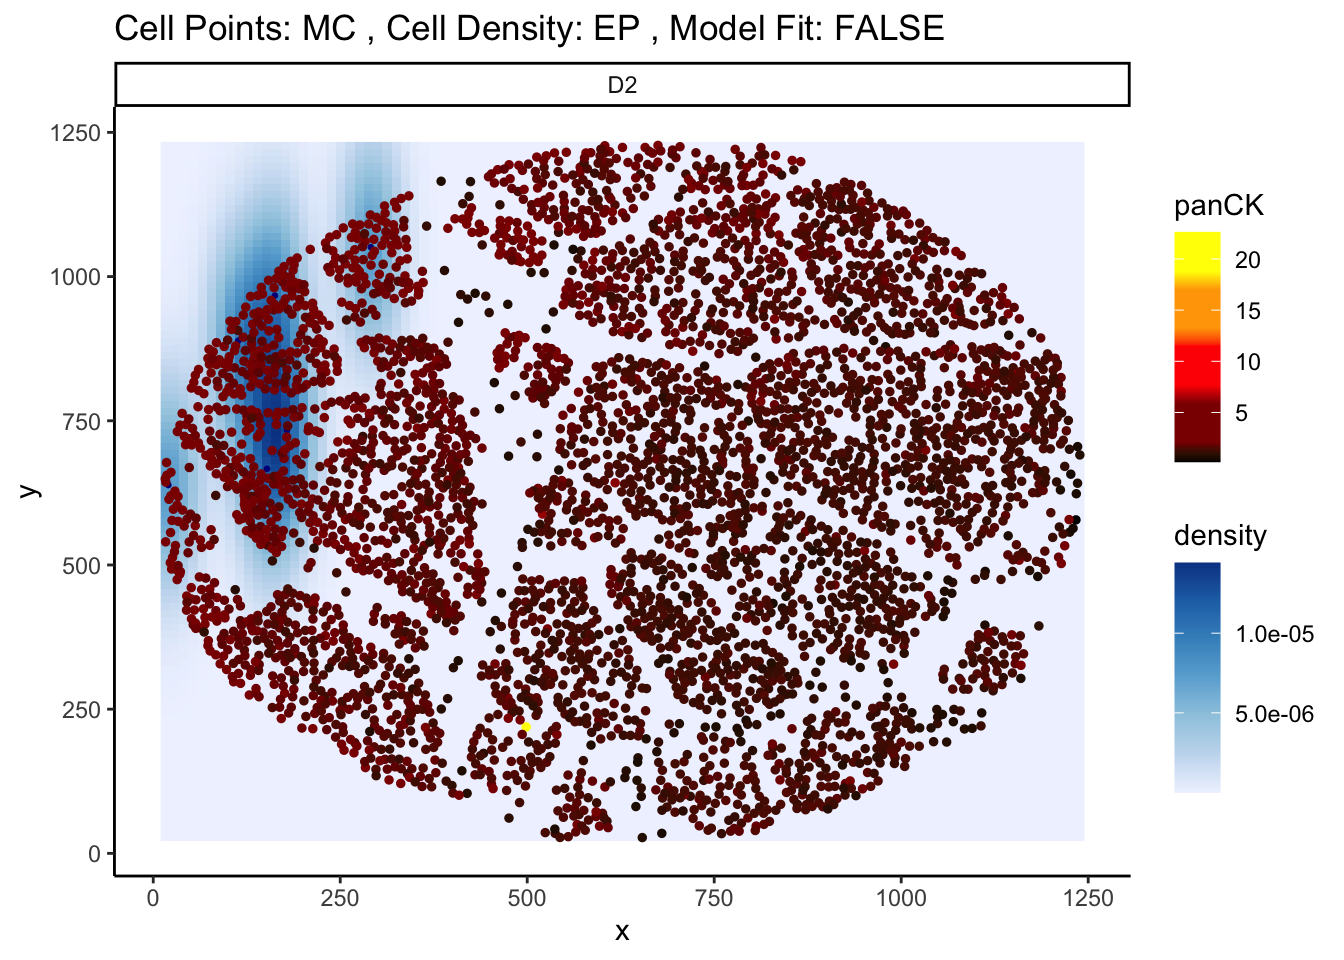 Cell Points: MC , Cell Density: EP , Model Fit: FALSE
D2
1250
1000
750
500
250
0
y
0 250 500 750 1000 1250
x
panCK
20
15
10
5
density
1.0e-05
5.0e-06